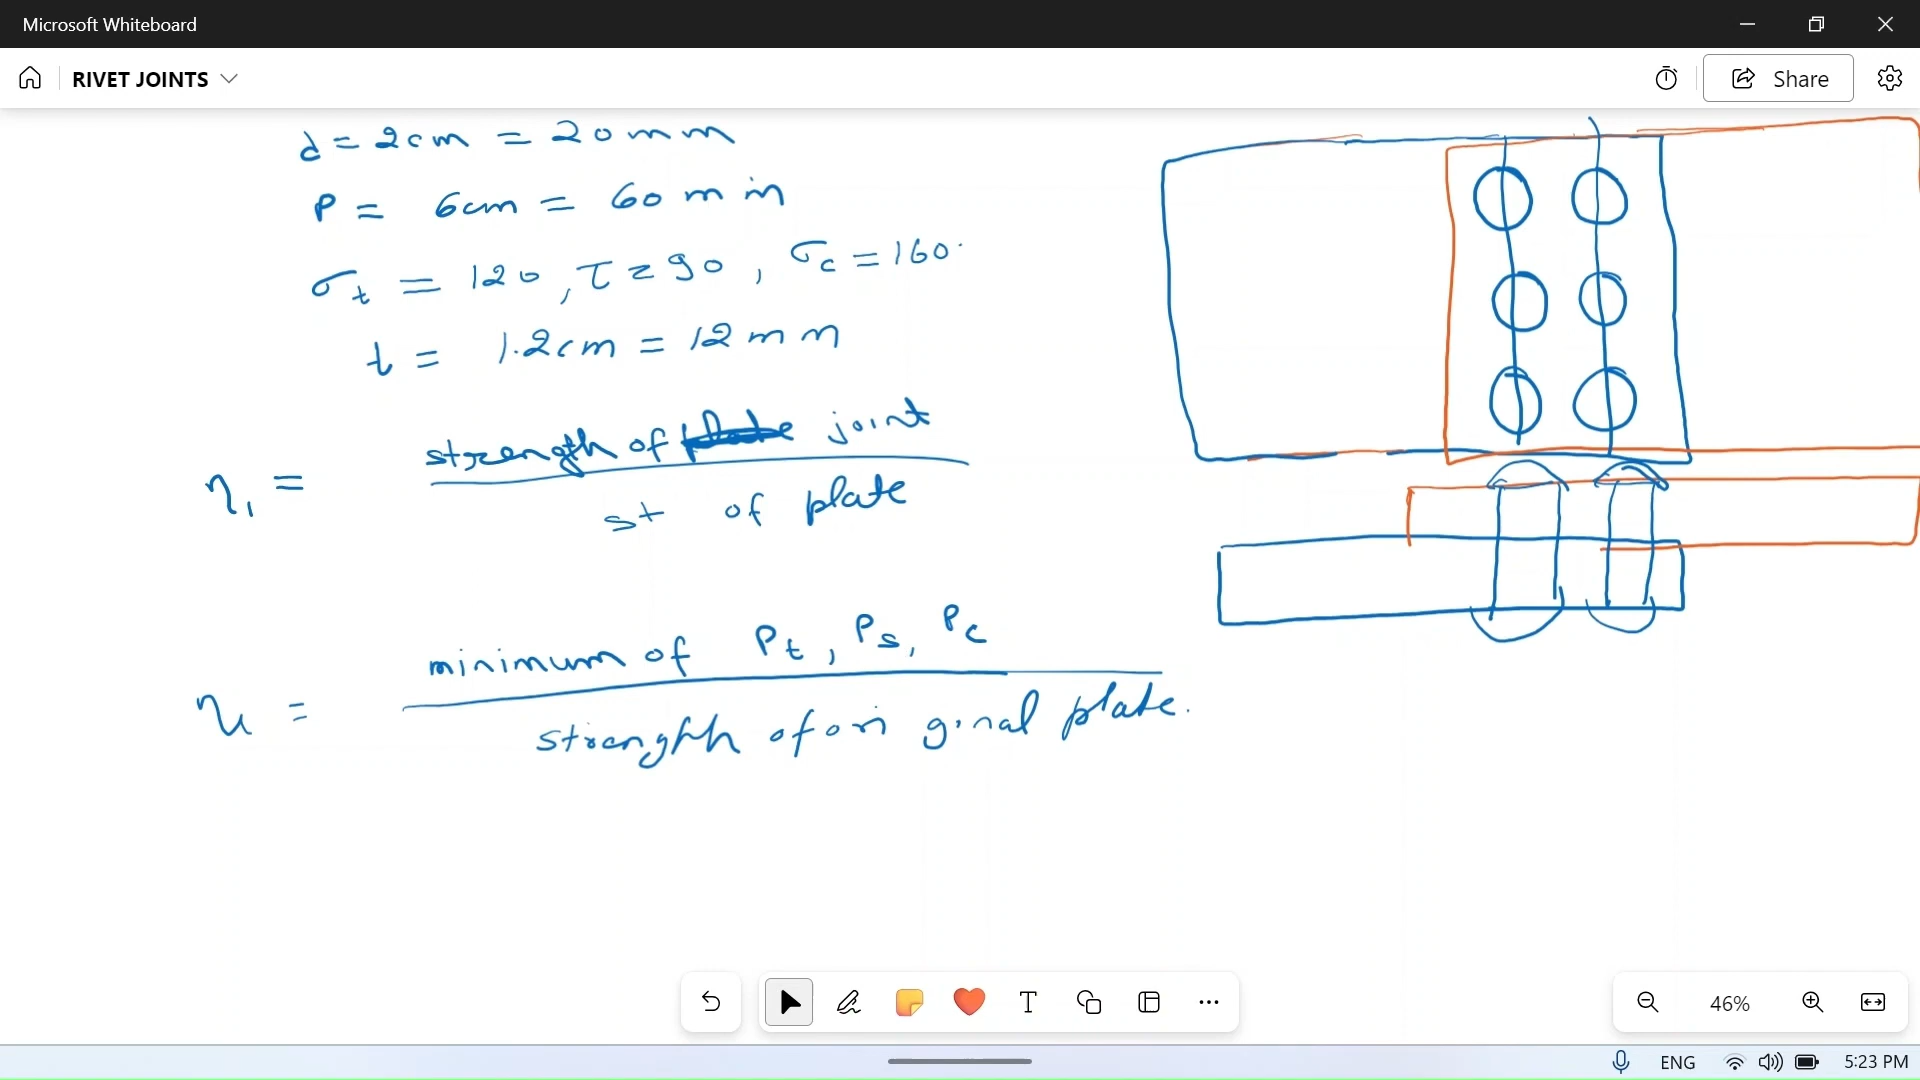 Microsoft Whiteboard
RIVET JOINTS
Share
d = 2cm = 20 mm
P = 6cm = 60 mm
σt = 120, τ = 90, σc = 160.
t = 1.2cm = 12 mm
η1 = strength of joint
st of plate
minimum of Pt, Ps, Pc
η =
strength of original plate.
T
46%
ENG
5:23 PM